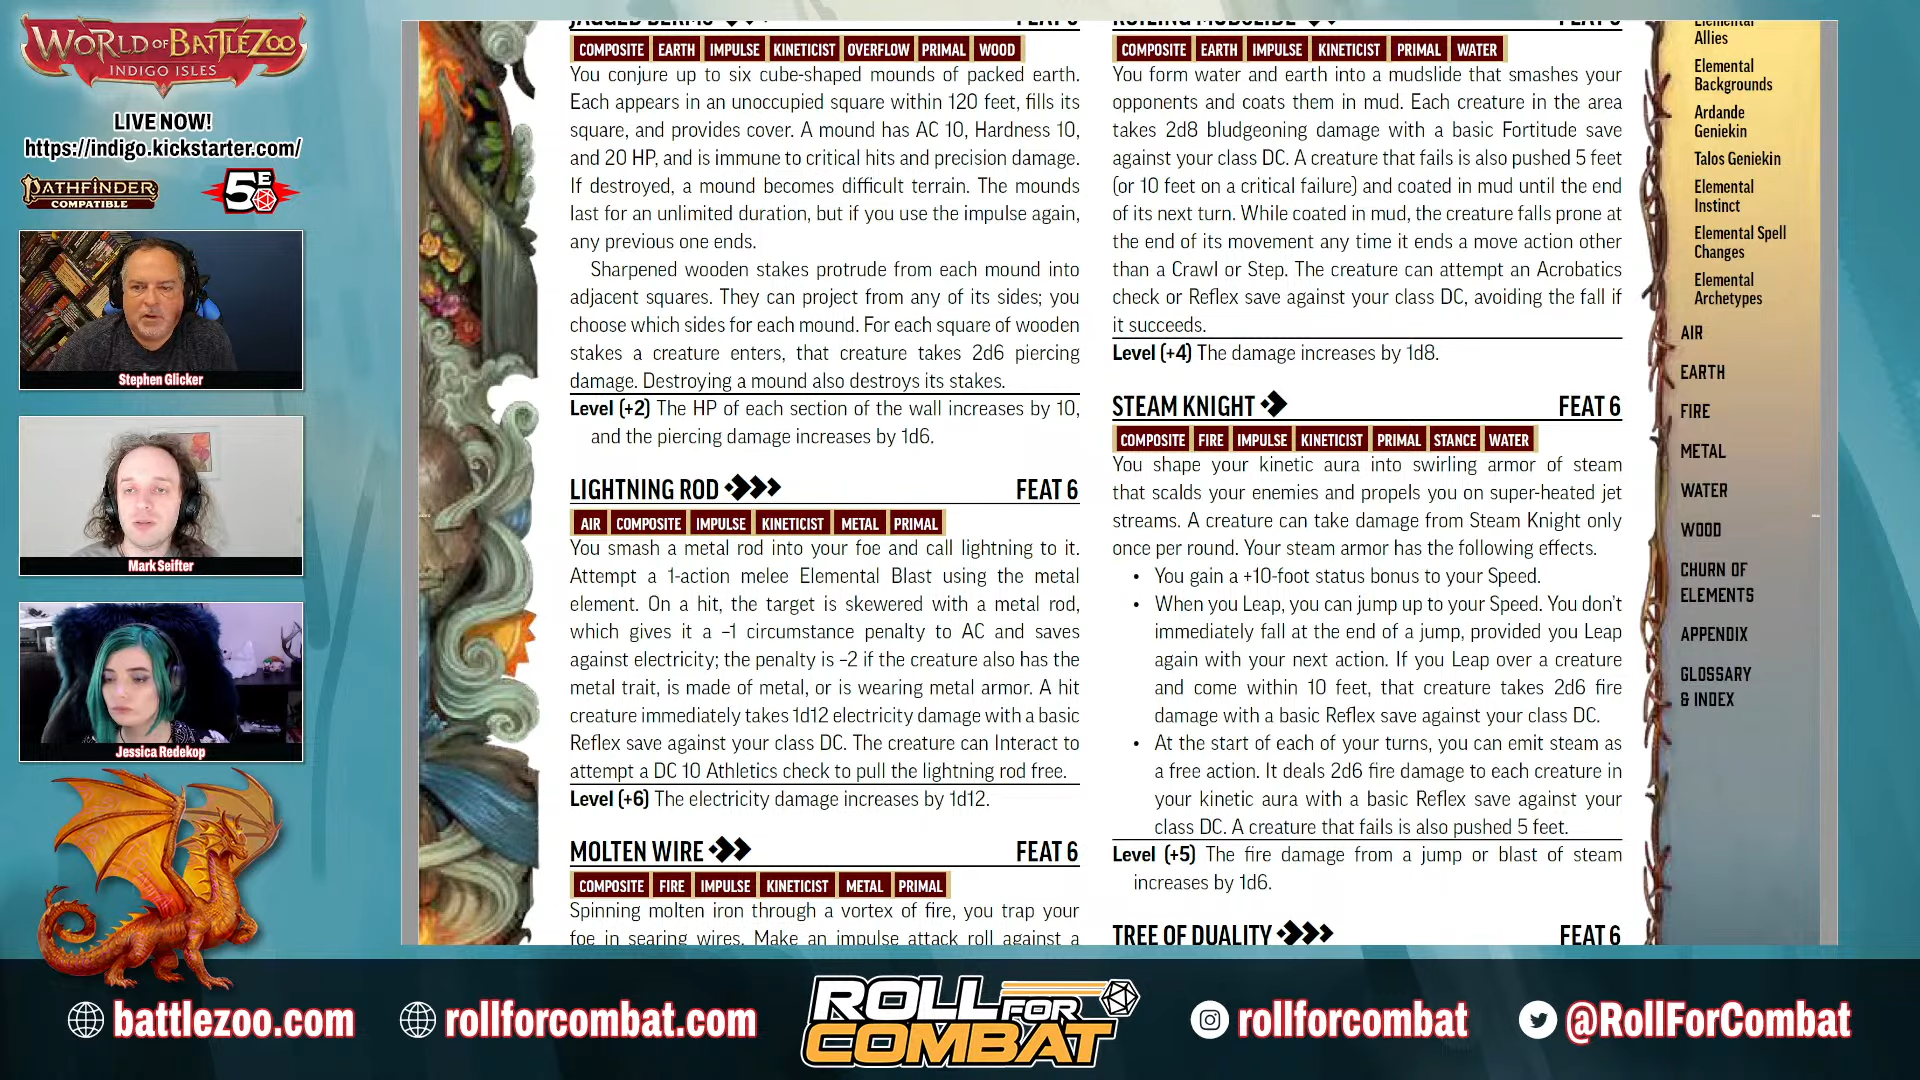 WORLD OF BATTLEZOO
INDIGO ISLES
LIVE NOW!
https://indigo.kickstarter.com/
PATHFINDER
COMPATIBLE
5E
Stephen Glicker
Mark Seifter
Jessica Redekop
JAGGED BERMS FEAT 6
COMPOSITE EARTH IMPULSE KINETICIST OVERFLOW PRIMAL WOOD
You conjure up to six cube-shaped mounds of packed earth.
Each appears in an unoccupied square within 120 feet, fills its
square, and provides cover. A mound has AC 10, Hardness 10,
and 20 HP, and is immune to critical hits and precision damage.
If destroyed, a mound becomes difficult terrain. The mounds
last for an unlimited duration, but if you use the impulse again,
any previous one ends.
Sharpened wooden stakes protrude from each mound into
adjacent squares. They can project from any of its sides; you
choose which sides for each mound. For each square of wooden
stakes a creature enters, that creature takes 2d6 piercing
damage. Destroying a mound also destroys its stakes.
Level (+2) The HP of each section of the wall increases by 10,
and the piercing damage increases by 1d6.
LIGHTNING ROD FEAT 6
AIR COMPOSITE IMPULSE KINETICIST METAL PRIMAL
You smash a metal rod into your foe and call lightning to it.
Attempt a 1-action melee Elemental Blast using the metal
element. On a hit, the target is skewered with a metal rod,
which gives it a –1 circumstance penalty to AC and saves
against electricity; the penalty is –2 if the creature also has the
metal trait, is made of metal, or is wearing metal armor. A hit
creature immediately takes 1d12 electricity damage with a basic
Reflex save against your class DC. The creature can Interact to
attempt a DC 10 Athletics check to pull the lightning rod free.
Level (+6) The electricity damage increases by 1d12.
MOLTEN WIRE FEAT 6
COMPOSITE FIRE IMPULSE KINETICIST METAL PRIMAL
Spinning molten iron through a vortex of fire, you trap your
foe in searing wires. Make an impulse attack roll against a
ROILING MUDSLIDE FEAT 6
COMPOSITE EARTH IMPULSE KINETICIST PRIMAL WATER
You form water and earth into a mudslide that smashes your
opponents and coats them in mud. Each creature in the area
takes 2d8 bludgeoning damage with a basic Fortitude save
against your class DC. A creature that fails is also pushed 5 feet
(or 10 feet on a critical failure) and coated in mud until the end
of its next turn. While coated in mud, the creature falls prone at
the end of its movement any time it ends a move action other
than a Crawl or Step. The creature can attempt an Acrobatics
check or Reflex save against your class DC, avoiding the fall if
it succeeds.
Level (+4) The damage increases by 1d8.
STEAM KNIGHT FEAT 6
COMPOSITE FIRE IMPULSE KINETICIST PRIMAL STANCE WATER
You shape your kinetic aura into swirling armor of steam
that scalds your enemies and propels you on super-heated jet
streams. A creature can take damage from Steam Knight only
once per round. Your steam armor has the following effects.
• You gain a +10-foot status bonus to your Speed.
• When you Leap, you can jump up to your Speed. You don't
immediately fall at the end of a jump, provided you Leap
again with your next action. If you Leap over a creature
and come within 10 feet, that creature takes 2d6 fire
damage with a basic Reflex save against your class DC.
• At the start of each of your turns, you can emit steam as
a free action. It deals 2d6 fire damage to each creature in
your kinetic aura with a basic Reflex save against your
class DC. A creature that fails is also pushed 5 feet.
Level (+5) The fire damage from a jump or blast of steam
increases by 1d6.
TREE OF DUALITY FEAT 6
Elemental
Allies
Elemental
Backgrounds
Ardande
Geniekin
Talos Geniekin
Elemental
Instinct
Elemental Spell
Changes
Elemental
Archetypes
AIR
EARTH
FIRE
METAL
WATER
WOOD
CHURN OF
ELEMENTS
APPENDIX
GLOSSARY
& INDEX
battlezoo.com
rollforcombat.com
ROLL FOR
COMBAT
rollforcombat
@RollForCombat